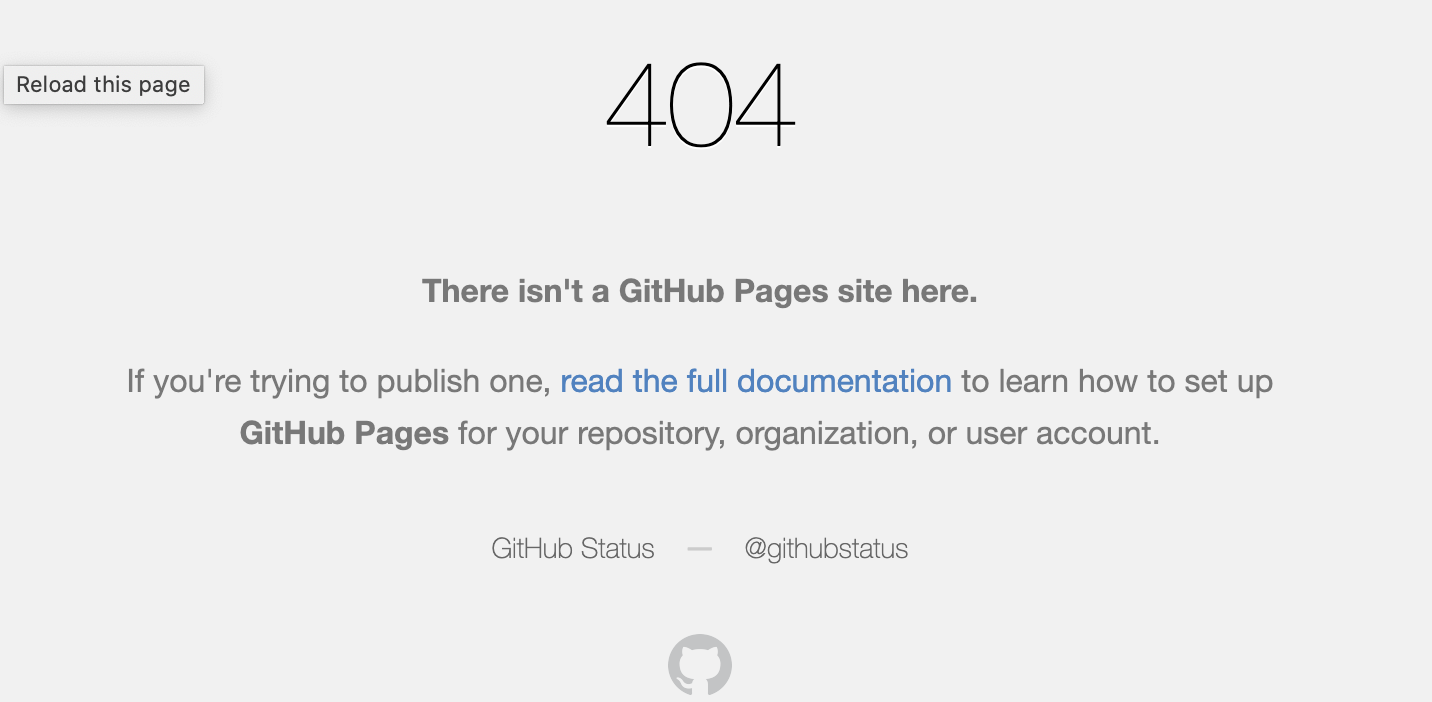 Reload this page
404
There isn't a GitHub Pages site here.
If you're trying to publish one, read the full documentation to learn how to set up
GitHub Pages for your repository, organization, or user account.
GitHub Status — @githubstatus